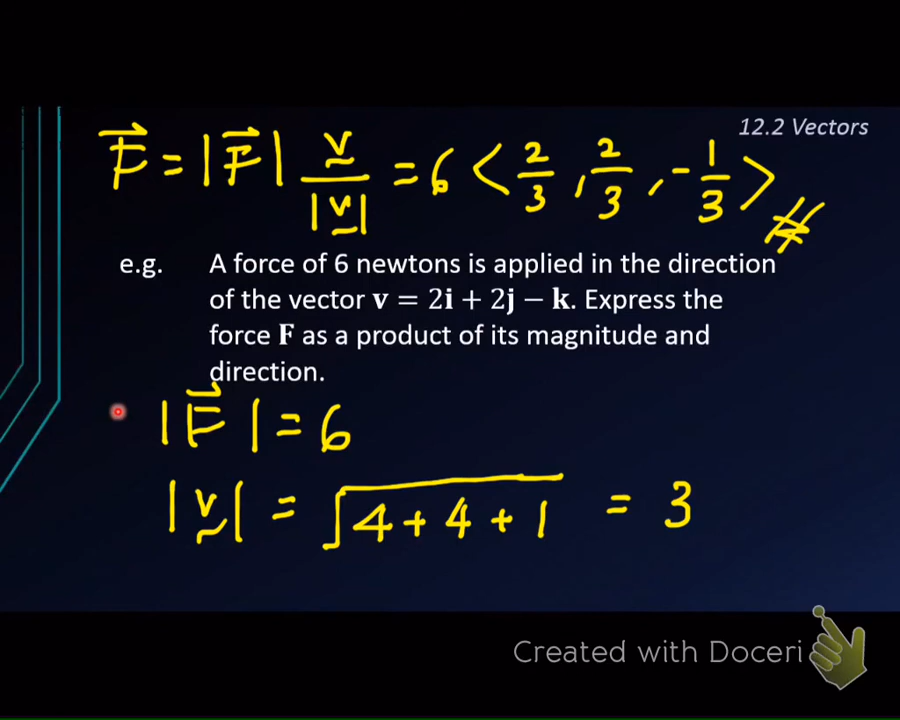 12.2 Vectors
F⃗ = |F⃗| v/|v| = 6 < 2/3 , 2/3 , -1/3 > #
e.g. A force of 6 newtons is applied in the direction
of the vector v = 2i + 2j − k. Express the
force F as a product of its magnitude and
direction.
|F⃗| = 6
|v| = √(4 + 4 + 1) = 3
Created with Doceri